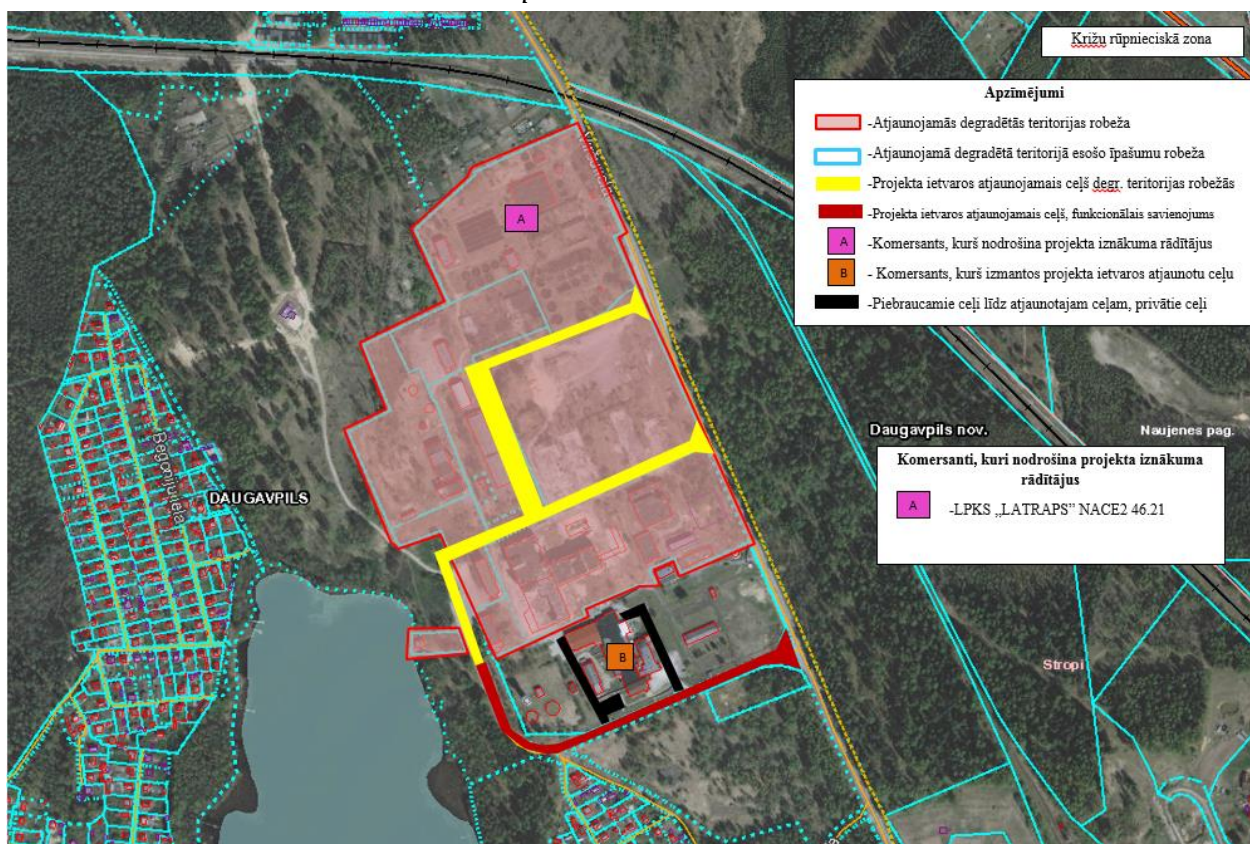 Križu rūpnieciskā zona
Apzīmējumi
-Atjaunojamās degradētās teritorijas robeža
-Atjaunojamā degradētā teritorijā esošo īpašumu robeža
-Projekta ietvaros atjaunojamais ceļš degr. teritorijas robežās
-Projekta ietvaros atjaunojamais ceļš, funkcionālais savienojums
A -Komersants, kurš nodrošina projekta iznākuma rādītājus
B - Komersants, kurš izmantos projekta ietvaros atjaunotu ceļu
-Piebraucamie ceļi līdz atjaunotajam ceļam, privātie ceļi
A
Daugavpils nov.
Naujenes pag.
Komersanti, kuri nodrošina projekta iznākuma
rādītājus
A -LPKS „LATRAPS” NACE2 46.21
Begoniju iela
DAUGAVPILS
B
Stropi